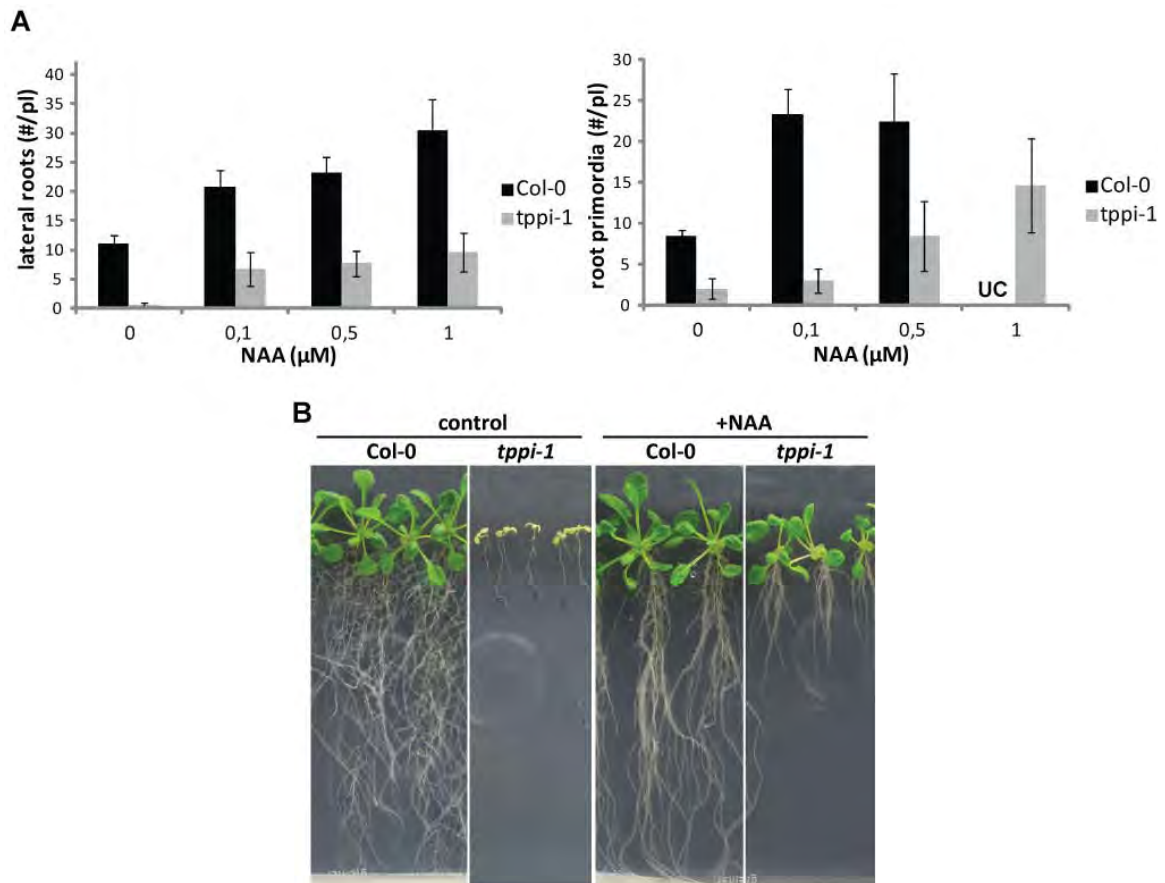 A
lateral roots (#/pl)
40
35
30
25
20
15
10
5
0
0 0,1 0,5 1
NAA (µM)
Col-0
tppi-1
root primordia (#/pl)
30
25
20
15
10
5
0
UC
0 0,1 0,5 1
NAA (µM)
Col-0
tppi-1
B
control +NAA
Col-0 tppi-1 Col-0 tppi-1